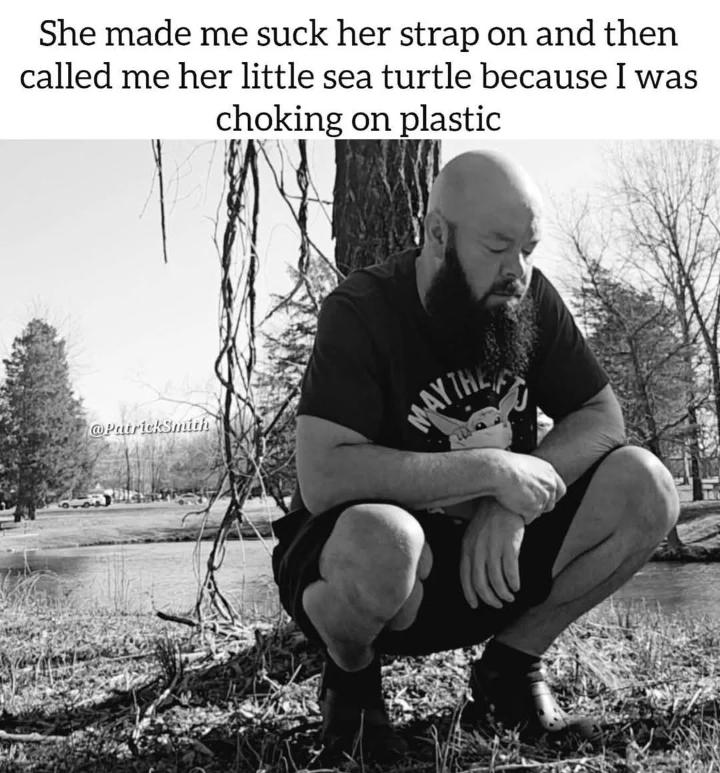 She made me suck her strap on and then
called me her little sea turtle because I was
choking on plastic
@PatrickSmith
MAY THE